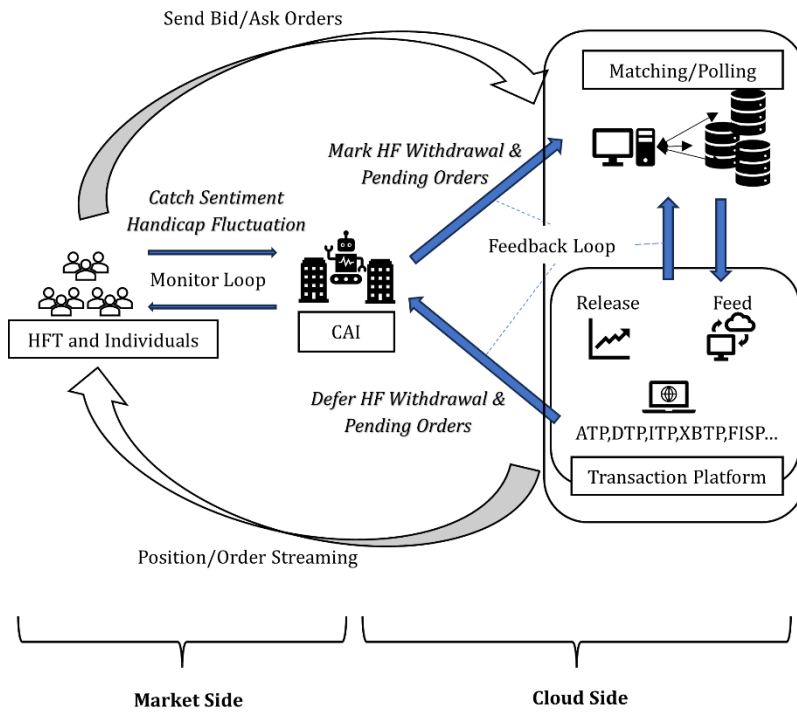 Send Bid/Ask Orders
Matching/Polling
Mark HF Withdrawal &
Pending Orders
Catch Sentiment
Handicap Fluctuation
Monitor Loop
Feedback Loop
HFT and Individuals
CAI
Release
Feed
Defer HF Withdrawal &
Pending Orders
ATP,DTP,ITP,XBTP,FISP...
Transaction Platform
Position/Order Streaming
Market Side
Cloud Side